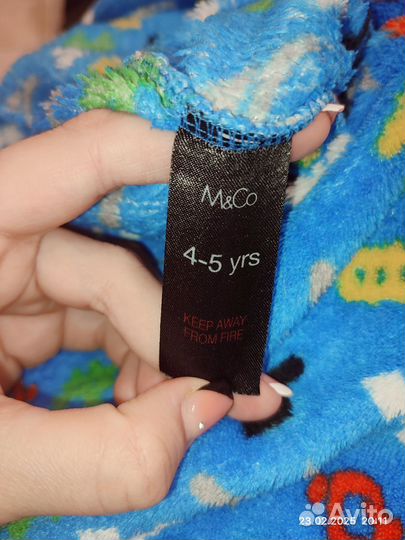 M&Co
4-5 yrs
KEEP AWAY
FROM FIRE
Avito
23.02.2025 20:11